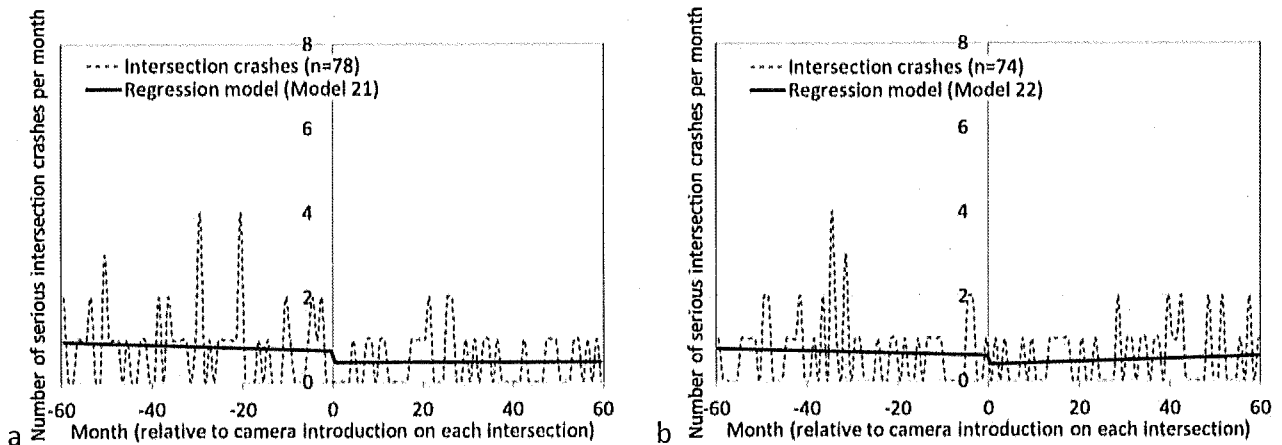 Number of serious intersection crashes per month
8
6
4
2
0
Intersection crashes (n=78)
Regression model (Model 21)
-60 -40 -20 0 20 40 60
Month (relative to camera introduction on each intersection)
a
Number of serious intersection crashes per month
8
6
4
2
0
Intersection crashes (n=74)
Regression model (Model 22)
-60 -40 -20 0 20 40 60
Month (relative to camera introduction on each intersection)
b